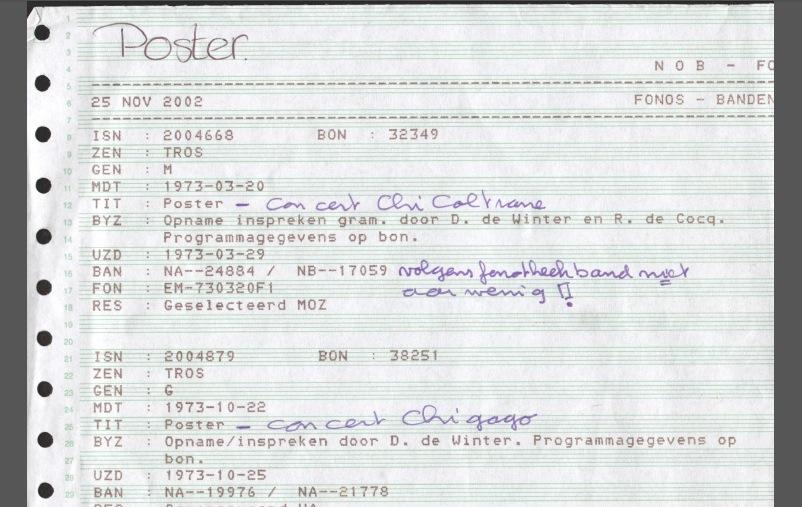 Poster.
N O B - FO
25 NOV 2002 FONOS - BANDEN
ISN : 2004668 BON : 32349
ZEN : TROS
GEN : M
MDT : 1973-03-20
TIT : Poster - Concert Chi Coltrane
BYZ : Opname inspreken gram. door D. de Winter en R. de Cocq.
Programmagegevens op bon.
UZD : 1973-03-29
BAN : NA--24884 / NB--17059 volgens fonotheek band niet
FON : EM-730320F1 aanwezig !!
RES : Geselecteerd MOZ
ISN : 2004879 BON : 38251
ZEN : TROS
GEN : G
MDT : 1973-10-22
TIT : Poster - concert Chigago
BYZ : Opname/inspreken door D. de Winter. Programmagegevens op
bon.
UZD : 1973-10-25
BAN : NA--19976 / NA--21778